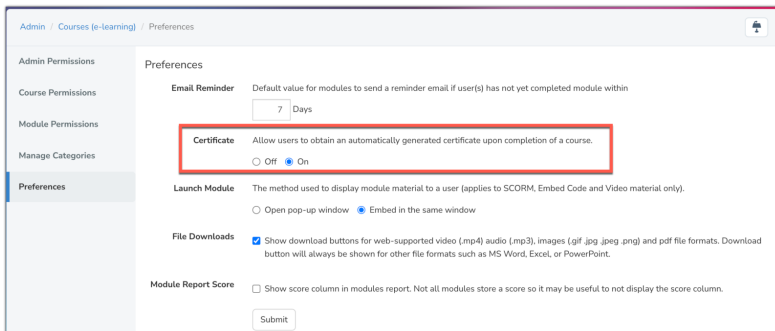 Admin / Courses (e-learning) / Preferences
Admin Permissions
Course Permissions
Module Permissions
Manage Categories
Preferences
Preferences
Email Reminder Default value for modules to send a reminder email if user(s) has not yet completed module within
7 Days
Certificate Allow users to obtain an automatically generated certificate upon completion of a course.
Off On
Launch Module The method used to display module material to a user (applies to SCORM, Embed Code and Video material only).
Open pop-up window Embed in the same window
File Downloads Show download buttons for web-supported video (.mp4) audio (.mp3), images (.gif .jpg .jpeg .png) and pdf file formats. Download
button will always be shown for other file formats such as MS Word, Excel, or PowerPoint.
Module Report Score Show score column in modules report. Not all modules store a score so it may be useful to not display the score column.
Submit